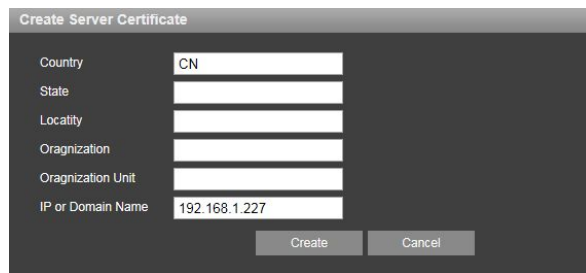 Create Server Certificate
Country CN
State
Locatity
Oragnization
Oragnization Unit
IP or Domain Name 192.168.1.227
Create Cancel